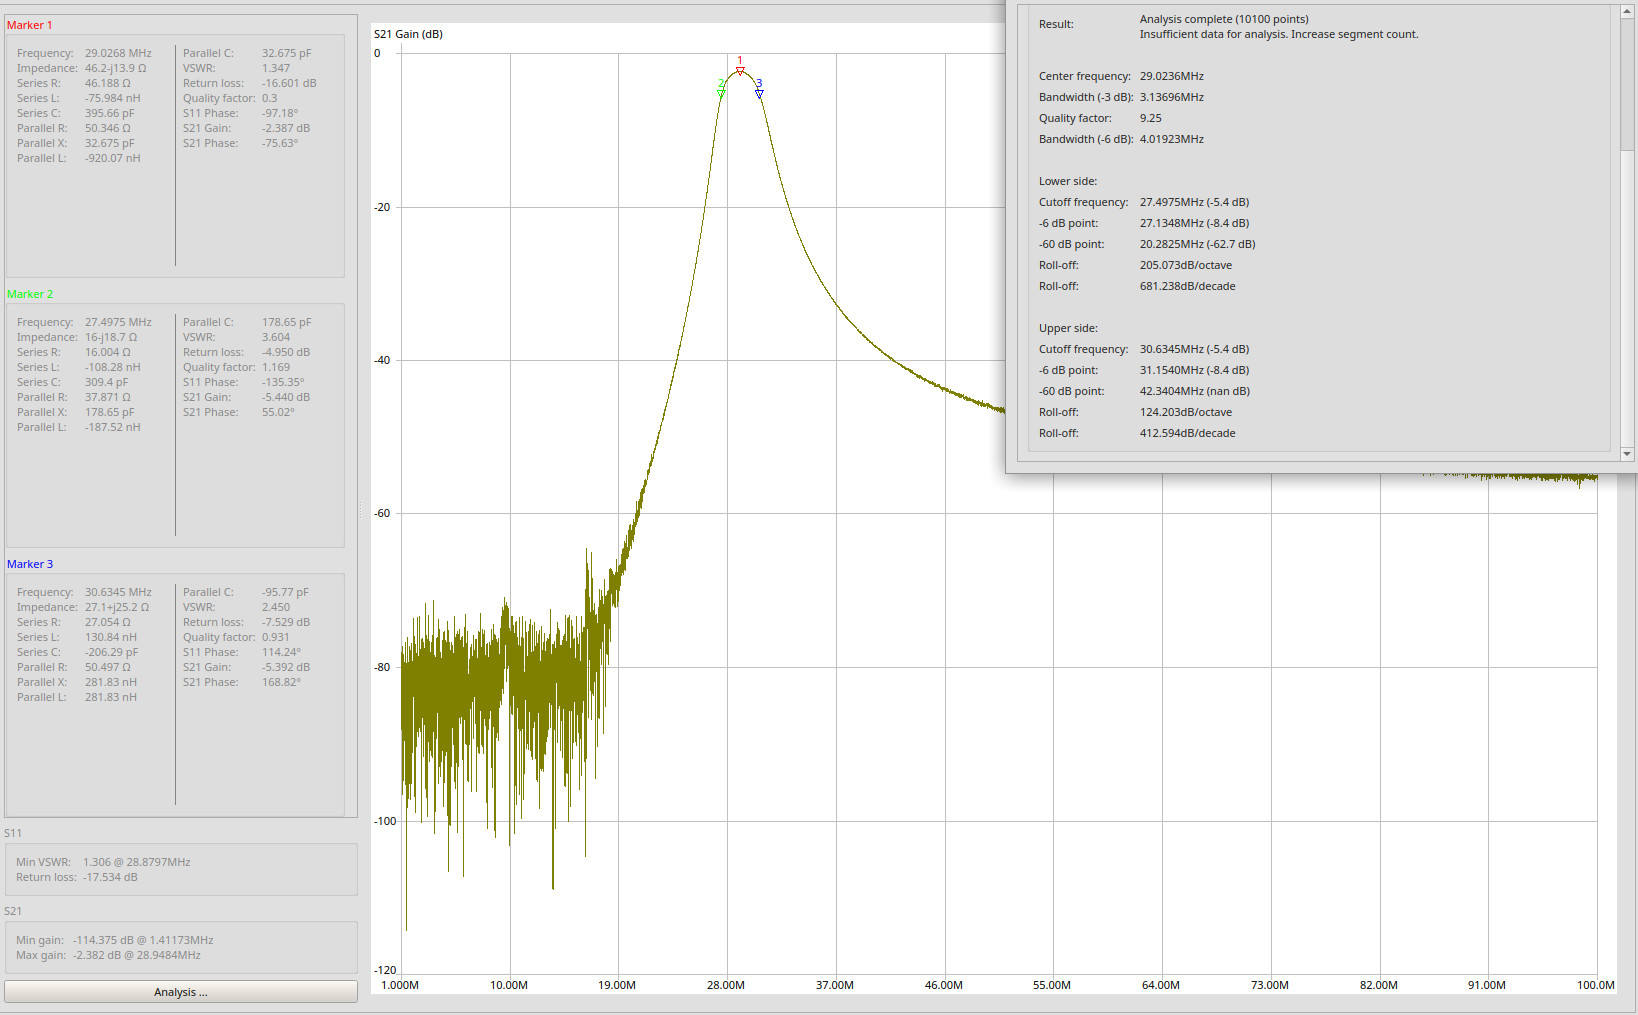 Marker 1
Frequency: 29.0268 MHz
Impedance: 46.2-j13.9 Ω
Series R: 46.188 Ω
Series L: -75.984 nH
Series C: 395.66 pF
Parallel R: 50.346 Ω
Parallel X: 32.675 pF
Parallel L: -920.07 nH
Parallel C: 32.675 pF
VSWR: 1.347
Return loss: -16.601 dB
Quality factor: 0.3
S11 Phase: -97.18°
S21 Gain: -2.387 dB
S21 Phase: -75.63°
Marker 2
Frequency: 27.4975 MHz
Impedance: 16-j18.7 Ω
Series R: 16.004 Ω
Series L: -108.28 nH
Series C: 309.4 pF
Parallel R: 37.871 Ω
Parallel X: 178.65 pF
Parallel L: -187.52 nH
Parallel C: 178.65 pF
VSWR: 3.604
Return loss: -4.950 dB
Quality factor: 1.169
S11 Phase: -135.35°
S21 Gain: -5.440 dB
S21 Phase: 55.02°
Marker 3
Frequency: 30.6345 MHz
Impedance: 27.1+j25.2 Ω
Series R: 27.054 Ω
Series L: 130.84 nH
Series C: -206.29 pF
Parallel R: 50.497 Ω
Parallel X: 281.83 nH
Parallel L: 281.83 nH
Parallel C: -95.77 pF
VSWR: 2.450
Return loss: -7.529 dB
Quality factor: 0.931
S11 Phase: 114.24°
S21 Gain: -5.392 dB
S21 Phase: 168.82°
S11
Min VSWR: 1.306 @ 28.8797MHz
Return loss: -17.534 dB
S21
Min gain: -114.375 dB @ 1.41173MHz
Max gain: -2.382 dB @ 28.9484MHz
Analysis ...
S21 Gain (dB)
0
-20
-40
-60
-80
-100
-120
1
2
3
1.000M 10.00M 19.00M 28.00M 37.00M 46.00M 55.00M 64.00M 73.00M 82.00M 91.00M 100.0M
Result: Analysis complete (10100 points)
Insufficient data for analysis. Increase segment count.
Center frequency: 29.0236MHz
Bandwidth (-3 dB): 3.13696MHz
Quality factor: 9.25
Bandwidth (-6 dB): 4.01923MHz
Lower side:
Cutoff frequency: 27.4975MHz (-5.4 dB)
-6 dB point: 27.1348MHz (-8.4 dB)
-60 dB point: 20.2825MHz (-62.7 dB)
Roll-off: 205.073dB/octave
Roll-off: 681.238dB/decade
Upper side:
Cutoff frequency: 30.6345MHz (-5.4 dB)
-6 dB point: 31.1540MHz (-8.4 dB)
-60 dB point: 42.3404MHz (nan dB)
Roll-off: 124.203dB/octave
Roll-off: 412.594dB/decade